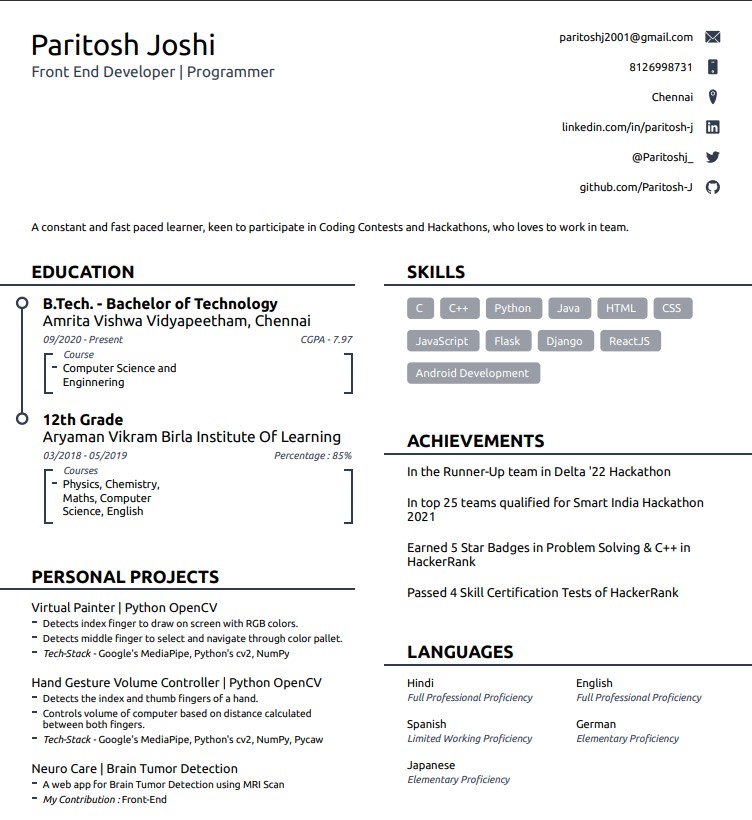 Paritosh Joshi
Front End Developer | Programmer
paritoshj2001@gmail.com
8126998731
Chennai
linkedin.com/in/paritosh-j
@Paritoshj_
github.com/Paritosh-J
A constant and fast paced learner, keen to participate in Coding Contests and Hackathons, who loves to work in team.
EDUCATION
B.Tech. - Bachelor of Technology
Amrita Vishwa Vidyapeetham, Chennai
09/2020 - Present CGPA - 7.97
Course
- Computer Science and
Enginnering
12th Grade
Aryaman Vikram Birla Institute Of Learning
03/2018 - 05/2019 Percentage : 85%
Courses
- Physics, Chemistry,
Maths, Computer
Science, English
PERSONAL PROJECTS
Virtual Painter | Python OpenCV
- Detects index finger to draw on screen with RGB colors.
- Detects middle finger to select and navigate through color pallet.
- Tech-Stack - Google's MediaPipe, Python's cv2, NumPy
Hand Gesture Volume Controller | Python OpenCV
- Detects the index and thumb fingers of a hand.
- Controls volume of computer based on distance calculated
between both fingers.
- Tech-Stack - Google's MediaPipe, Python's cv2, NumPy, Pycaw
Neuro Care | Brain Tumor Detection
- A web app for Brain Tumor Detection using MRI Scan
- My Contribution : Front-End
SKILLS
C C++ Python Java HTML CSS
JavaScript Flask Django ReactJS
Android Development
ACHIEVEMENTS
In the Runner-Up team in Delta '22 Hackathon
In top 25 teams qualified for Smart India Hackathon
2021
Earned 5 Star Badges in Problem Solving & C++ in
HackerRank
Passed 4 Skill Certification Tests of HackerRank
LANGUAGES
Hindi English
Full Professional Proficiency Full Professional Proficiency
Spanish German
Limited Working Proficiency Elementary Proficiency
Japanese
Elementary Proficiency